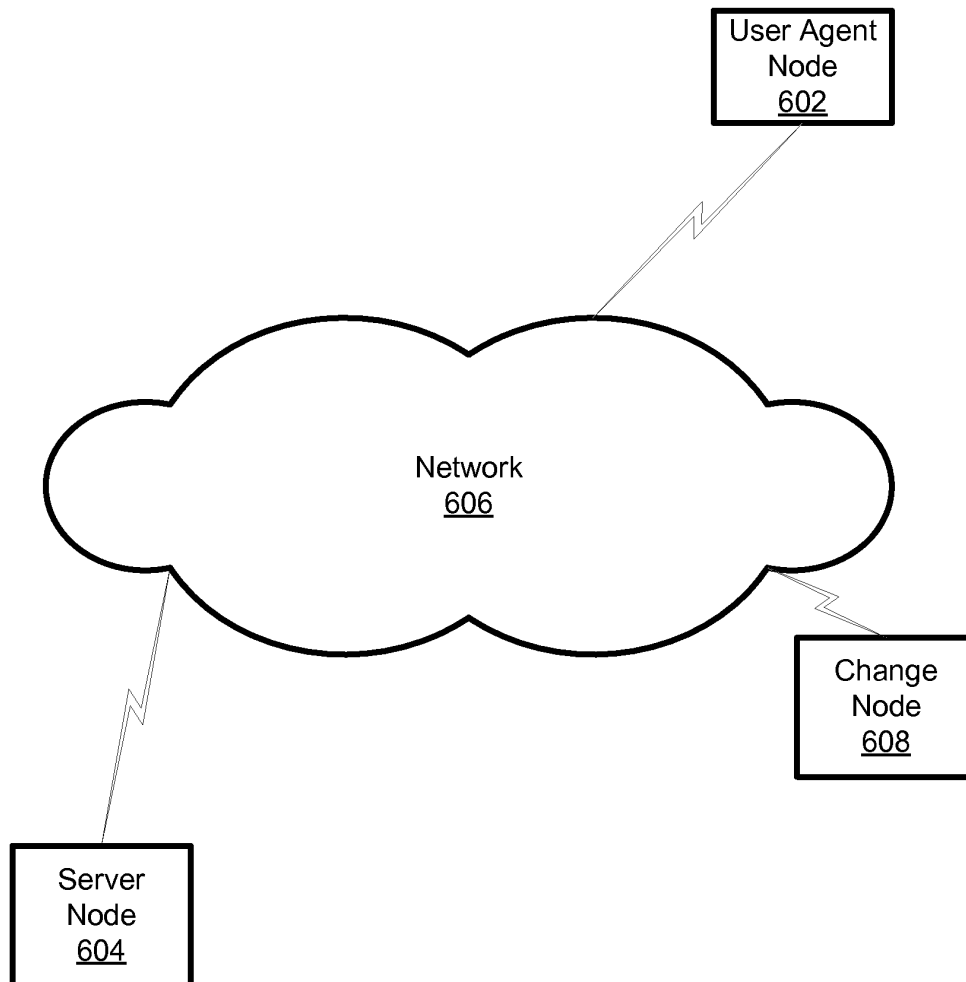 User Agent
Node
602
Network
606
Change
Node
608
Server
Node
604